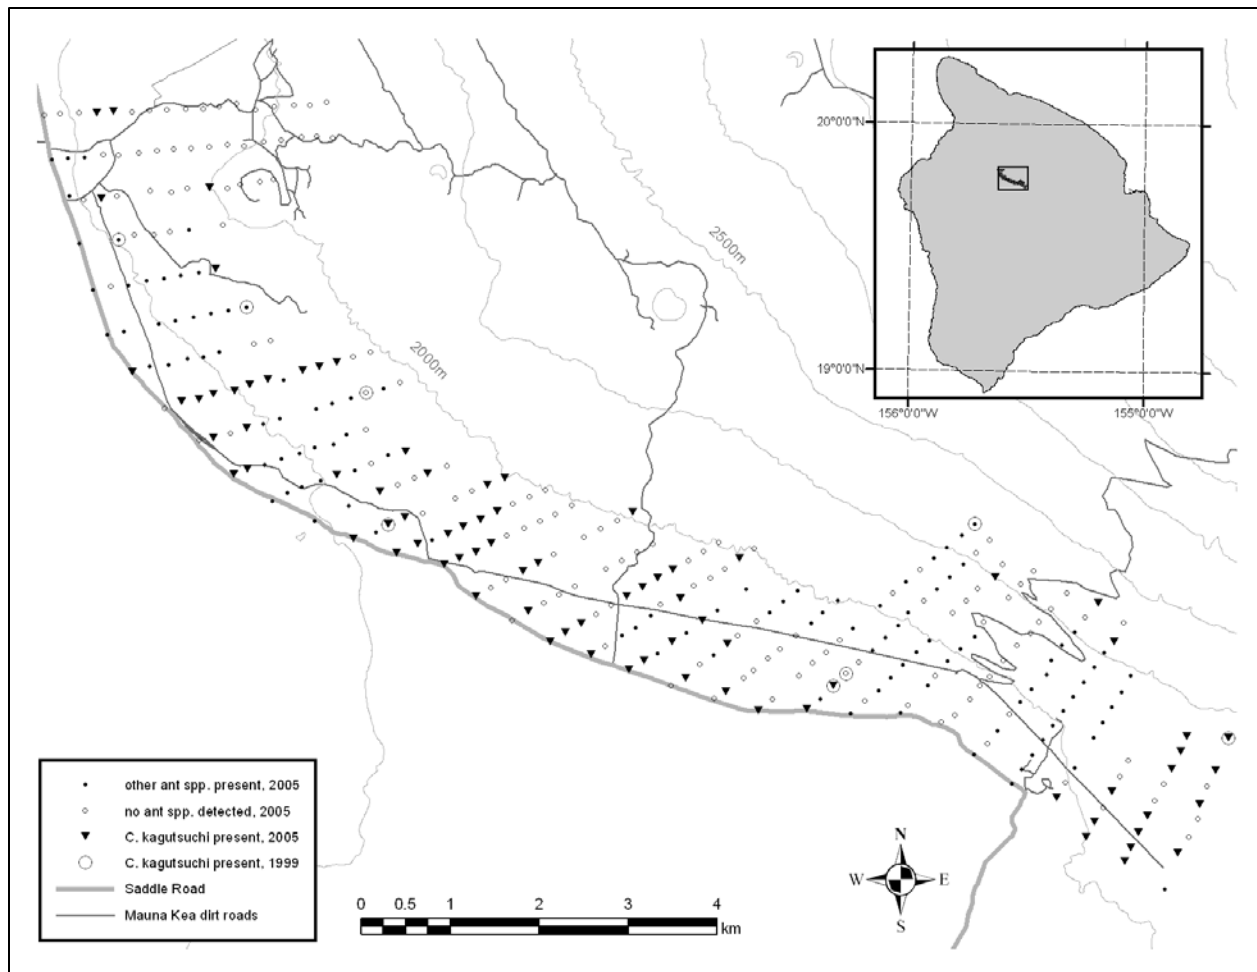 20°0'0"N
19°0'0"N
156°0'0"W
155°0'0"W
2500m
2000m
other ant spp. present, 2005
no ant spp. detected, 2005
C. kagutsuchi present, 2005
C. kagutsuchi present, 1999
Saddle Road
Mauna Kea dirt roads
0 0.5 1 2 3 4
km
N
W E
S